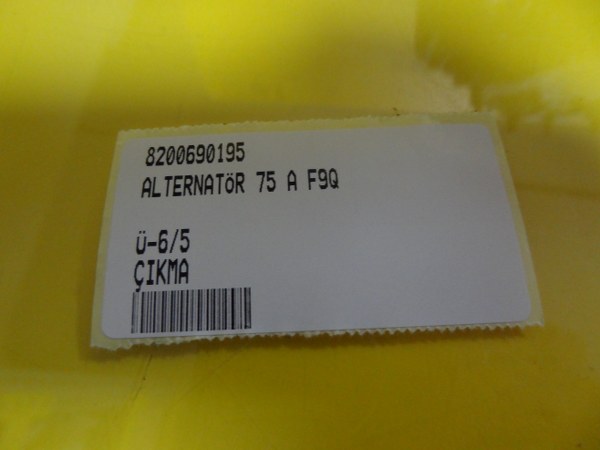 8200690195
ALTERNATöR 75 A F9Q
Ü-6/5
ÇIKMA